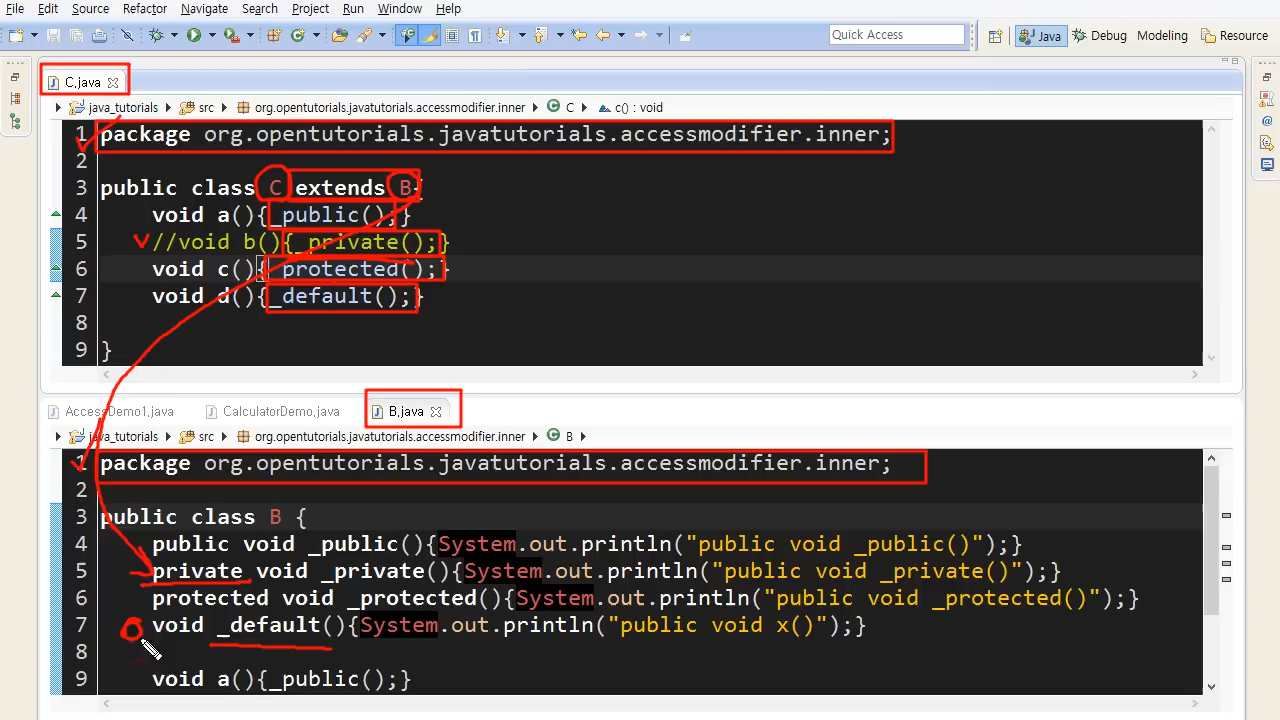 File Edit Source Refactor Navigate Search Project Run Window Help
Quick Access Java Debug Modeling Resource
C.java
java_tutorials src org.opentutorials.javatutorials.accessmodifier.inner C c() : void
1 package org.opentutorials.javatutorials.accessmodifier.inner;
2
3 public class C extends B{
4 void a(){_public();}
5 //void b(){_private();}
6 void c(){_protected();}
7 void d(){_default();}
8
9 }
AccessDemo1.java CalculatorDemo.java B.java
java_tutorials src org.opentutorials.javatutorials.accessmodifier.inner B
1 package org.opentutorials.javatutorials.accessmodifier.inner;
2
3 public class B {
4 public void _public(){System.out.println("public void _public()");}
5 private void _private(){System.out.println("public void _private()");}
6 protected void _protected(){System.out.println("public void _protected()");}
7 void _default(){System.out.println("public void x()");}
8
9 void a(){_public();}